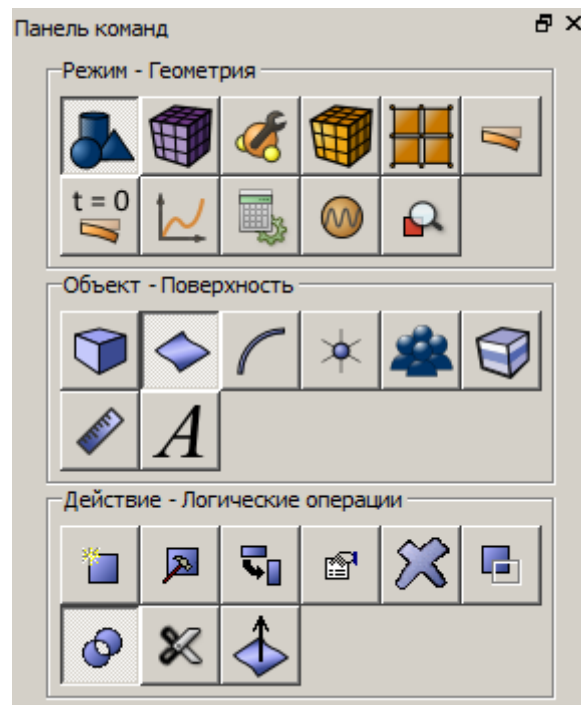 Панель команд
Режим - Геометрия
t = 0
Объект - Поверхность
A
Действие - Логические операции